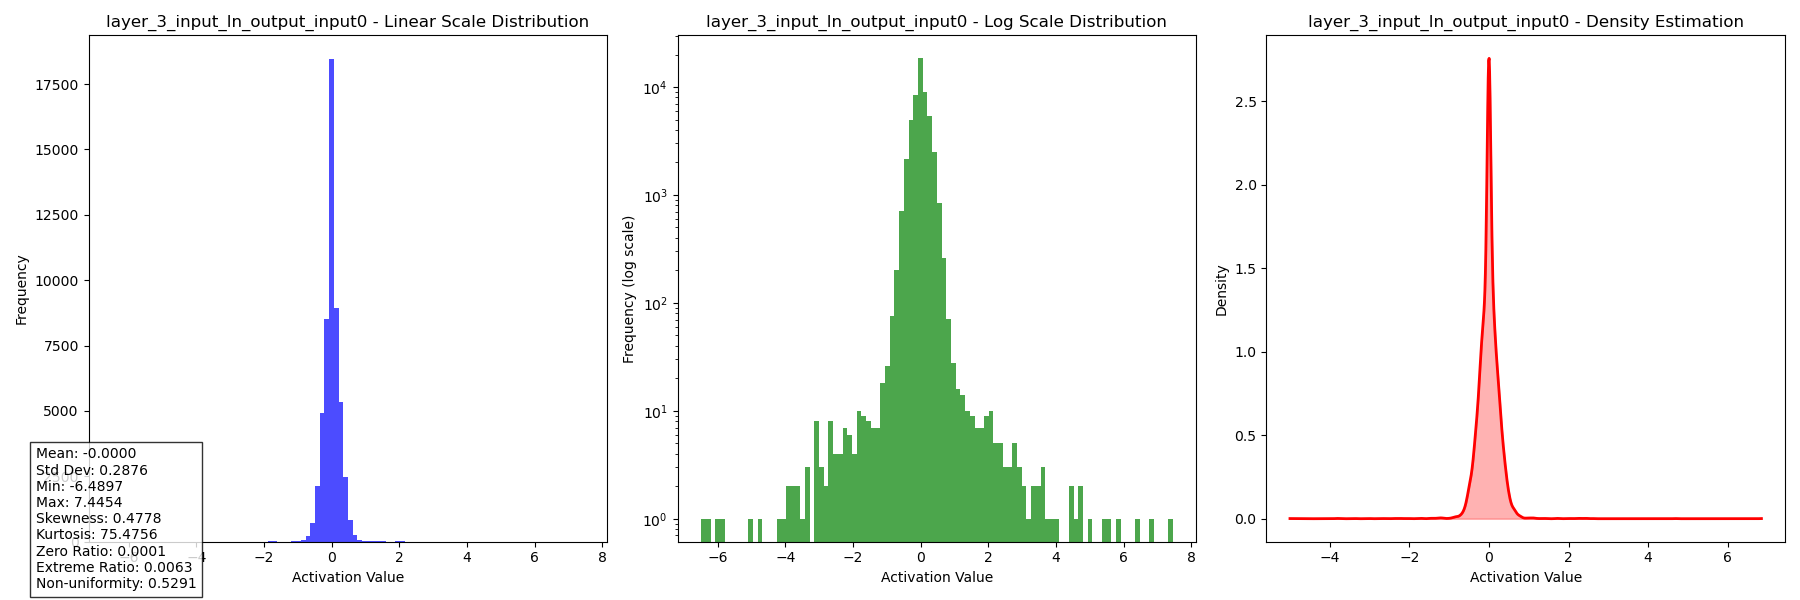 layer_3_input_ln_output_input0 - Linear Scale Distribution
Frequency
17500
15000
12500
10000
7500
5000
2500
0
−6
−4
−2
0
2
4
6
8
Activation Value
Mean: -0.0000
Std Dev: 0.2876
Min: -6.4897
Max: 7.4454
Skewness: 0.4778
Kurtosis: 75.4756
Zero Ratio: 0.0001
Extreme Ratio: 0.0063
Non-uniformity: 0.5291
layer_3_input_ln_output_input0 - Log Scale Distribution
Frequency (log scale)
10⁴
10³
10²
10¹
10⁰
−6
−4
−2
0
2
4
6
8
Activation Value
layer_3_input_ln_output_input0 - Density Estimation
Density
2.5
2.0
1.5
1.0
0.5
0.0
−4
−2
0
2
4
6
Activation Value